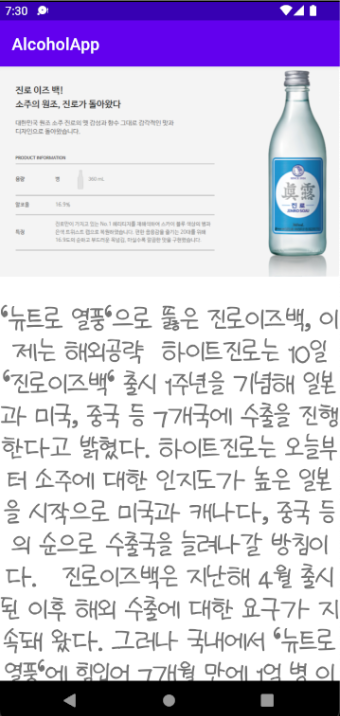 7:30
AlcoholApp
진로 이즈 백!
소주의 원조, 진로가 돌아왔다
대한민국 원조 소주 진로의 옛 감성과 향수 그대로 감각적인 맛과
디자인으로 돌아왔습니다.
PRODUCT INFORMATION
용량 병 360 mL
알코올 16.9%
특징
眞露
"뉴트로 열풍"으로 뚫은 진로이즈백, 이
제는 해외공략 하이트진로는 10일
"진로이즈백" 출시 1주년을 기념해 일본
과 미국, 중국 등 7개국에 수출을 진행
한다고 밝혔다. 하이트진로는 오늘부
터 소주에 대한 인지도가 높은 일본
을 시작으로 미국과 캐나다, 중국 등
의 순으로 수출국을 늘려나갈 방침이
다. 진로이즈백은 지난해 4월 출시
된 이후 해외 수출에 대한 요구가 지
속돼 왔다. 그러나 국내에서 "뉴트로
열풍"에 힘입어 7개월 만에 1억 병 이